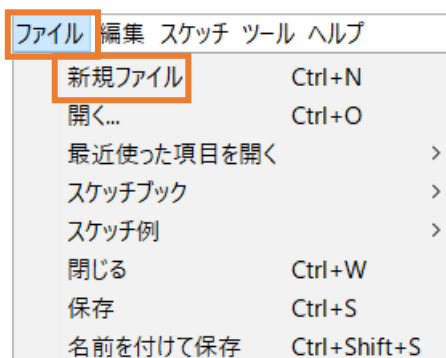 ファイル 編集 スケッチ ツール ヘルプ
新規ファイル Ctrl+N
開く... Ctrl+O
最近使った項目を開く >
スケッチブック >
スケッチ例 >
閉じる Ctrl+W
保存 Ctrl+S
名前を付けて保存 Ctrl+Shift+S